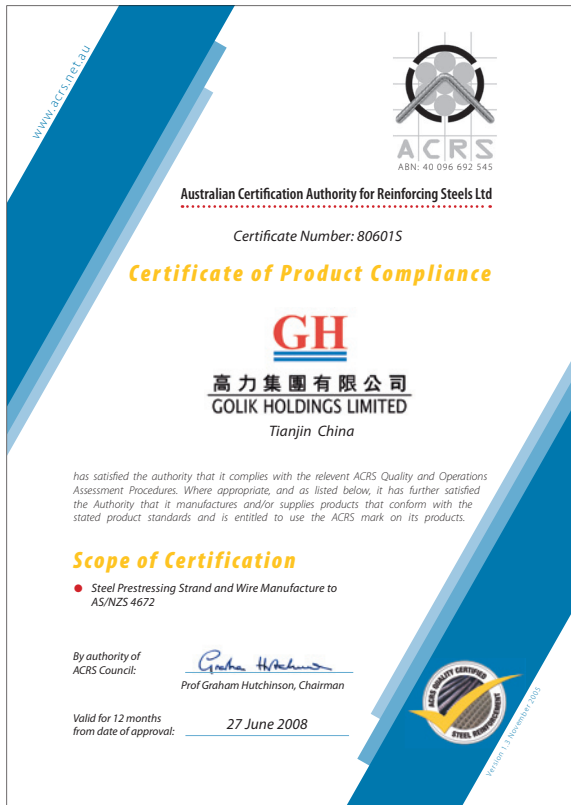 www.acrs.net.au
ACRS
ABN: 40 096 692 545
Australian Certification Authority for Reinforcing Steels Ltd
Certificate Number: 80601S
Certificate of Product Compliance
GH
高力集團有限公司
GOLIK HOLDINGS LIMITED
Tianjin China
has satisfied the authority that it complies with the relevent ACRS Quality and Operations
Assessment Procedures. Where appropriate, and as listed below, it has further satisfied
the Authority that it manufactures and/or supplies products that conform with the
stated product standards and is entitled to use the ACRS mark on its products.
Scope of Certification
Steel Prestressing Strand and Wire Manufacture to
AS/NZS 4672
By authority of
ACRS Council:
Graham Hutchinson
Prof Graham Hutchinson, Chairman
Valid for 12 months
from date of approval:
27 June 2008
ACRS QUALITY CERTIFIED
STEEL REINFORCEMENT
Version 1.3 November 2005